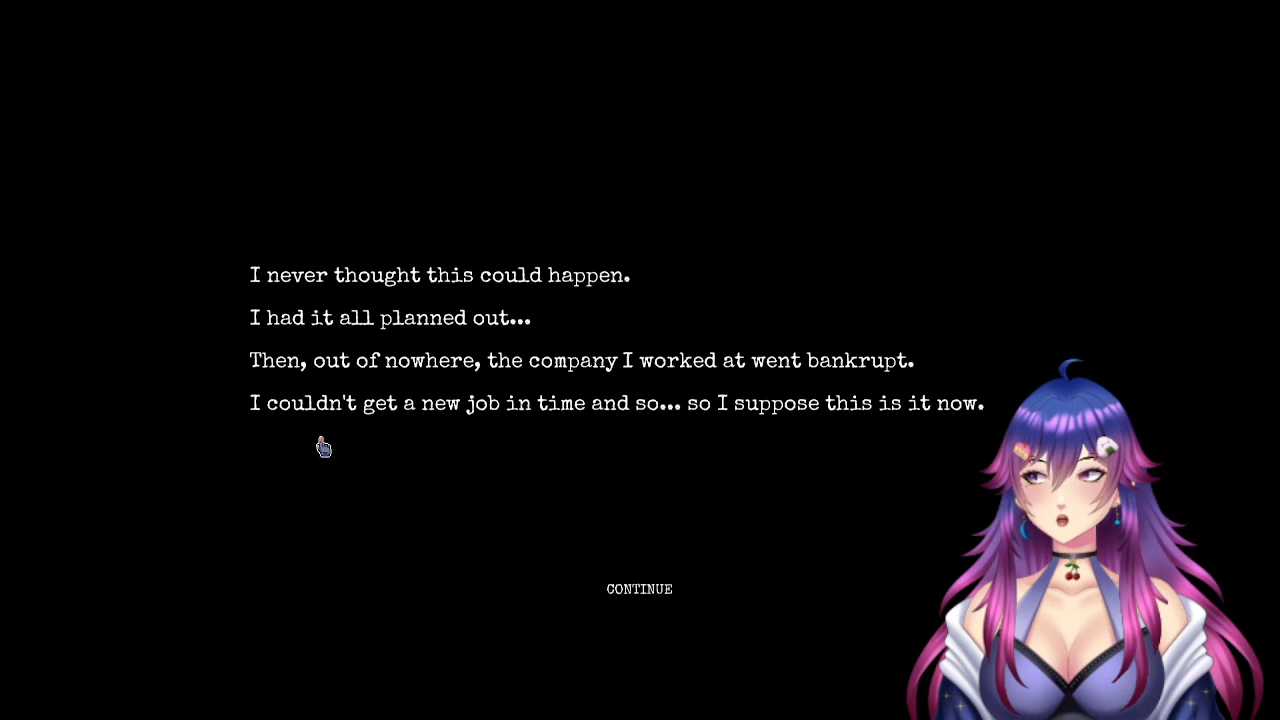 I never thought this could happen.
I had it all planned out...
Then, out of nowhere, the company I worked at went bankrupt.
I couldn't get a new job in time and so... so I suppose this is it now.
CONTINUE